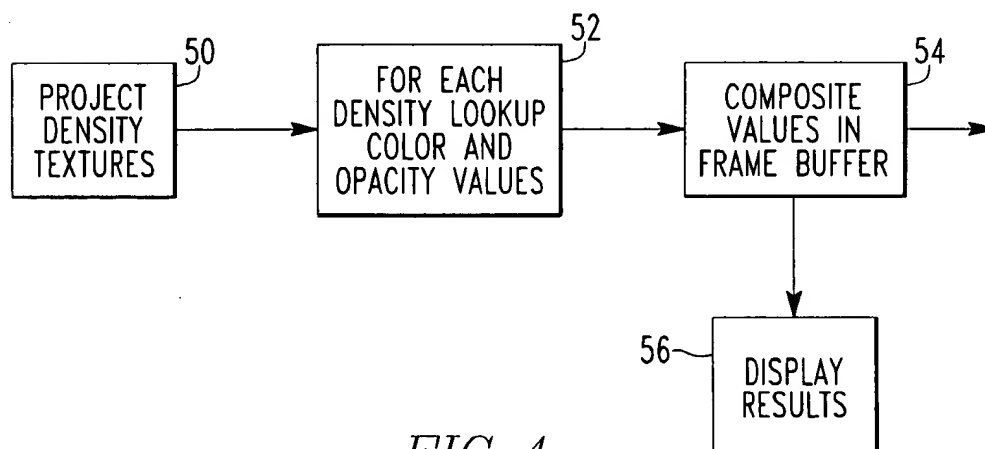 50
PROJECT
DENSITY
TEXTURES
52
FOR EACH
DENSITY LOOKUP
COLOR AND
OPACITY VALUES
54
COMPOSITE
VALUES IN
FRAME BUFFER
56
DISPLAY
RESULTS
FIG.